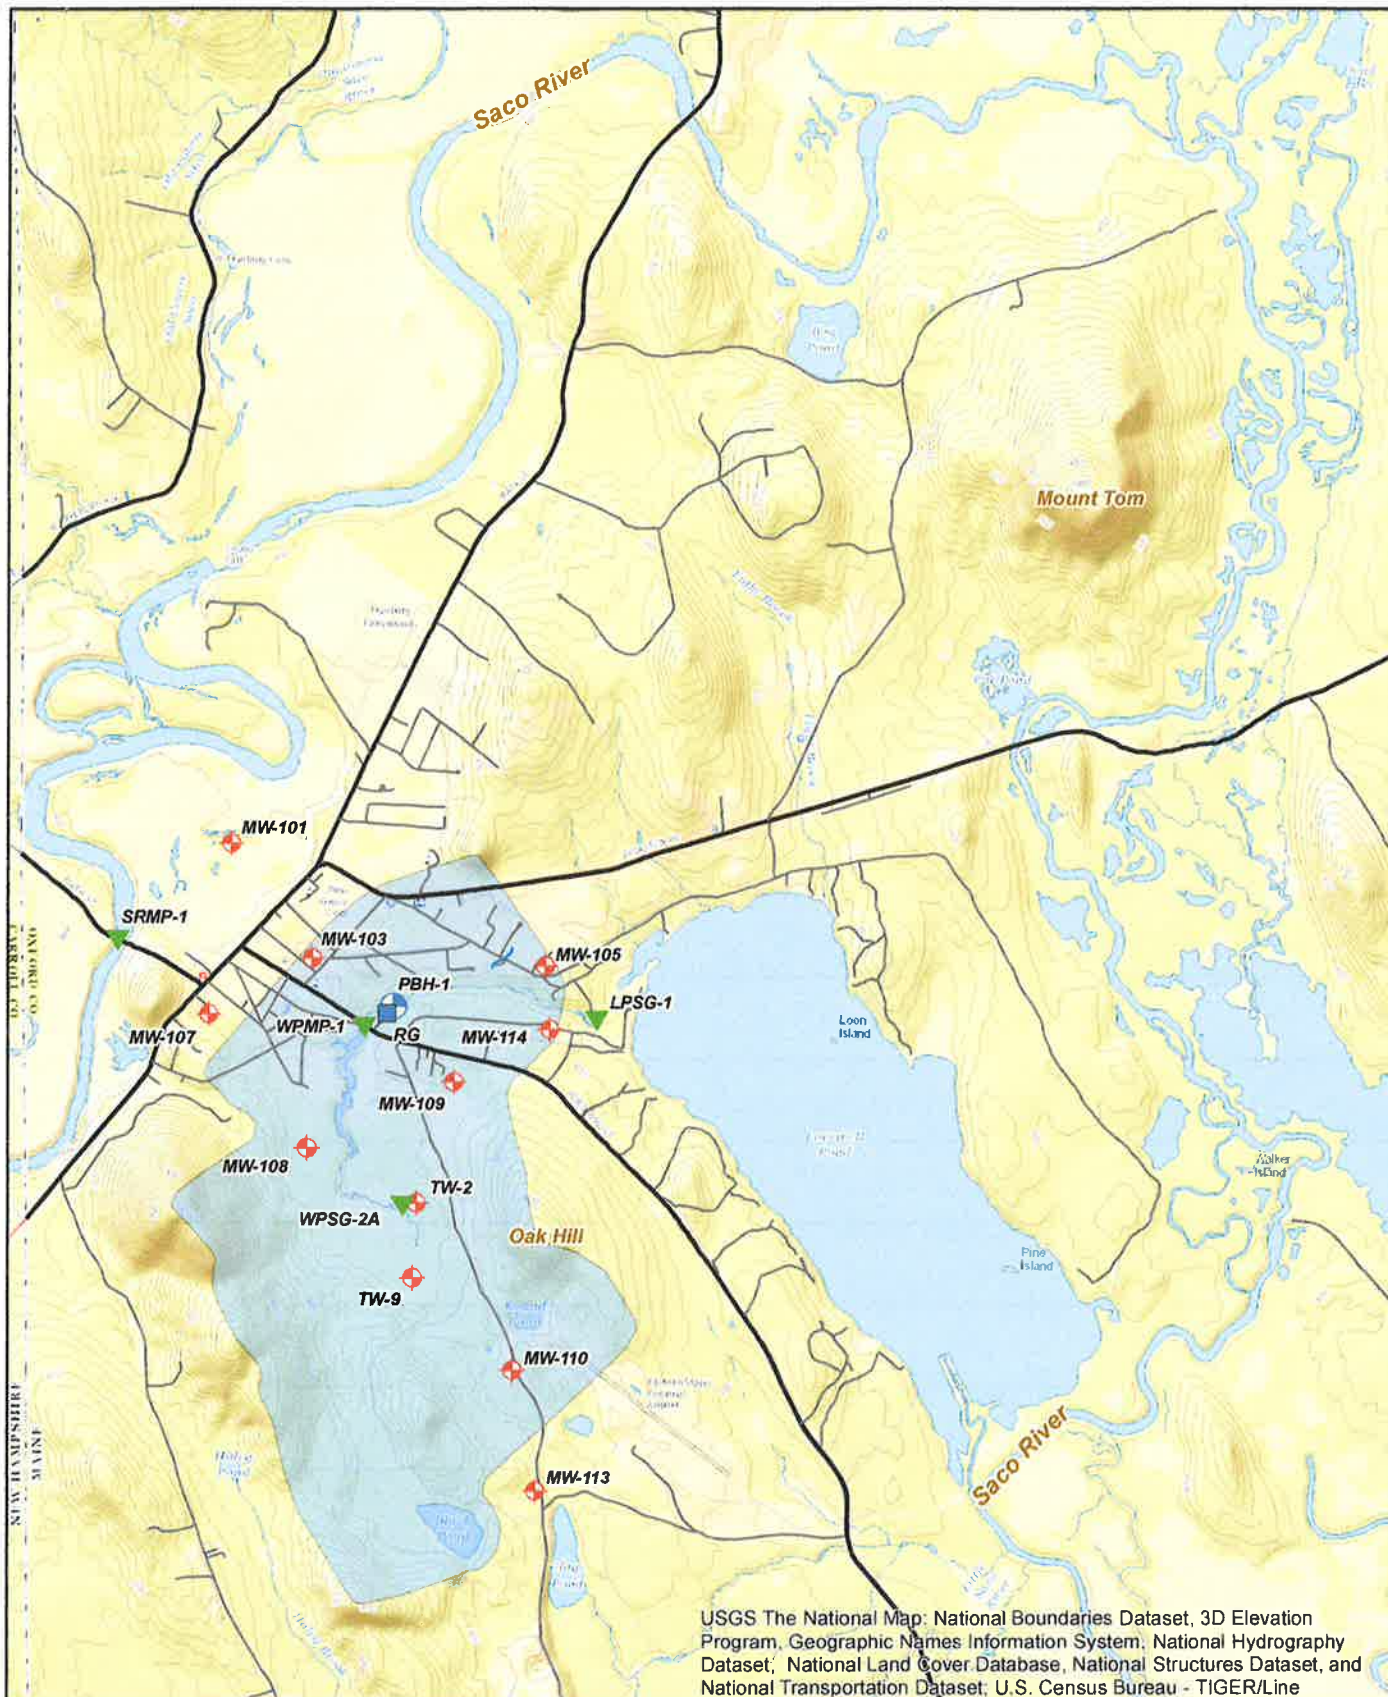 Saco River
Mount Tom
MW-101
SRMP-1
MW-103
MW-105
PBH-1
LPSG-1
WPMP-1
RG
MW-114
MW-107
Loon
Island
MW-109
MW-108
Walker
Island
TW-2
WPSG-2A
Oak Hill
Pine
Island
TW-9
MW-110
NEW HAMPSHIRE
MAINE
Saco River
MW-113
USGS The National Map: National Boundaries Dataset, 3D Elevation
Program, Geographic Names Information System, National Hydrography
Dataset, National Land Cover Database, National Structures Dataset, and
National Transportation Dataset; U.S. Census Bureau - TIGER/Line